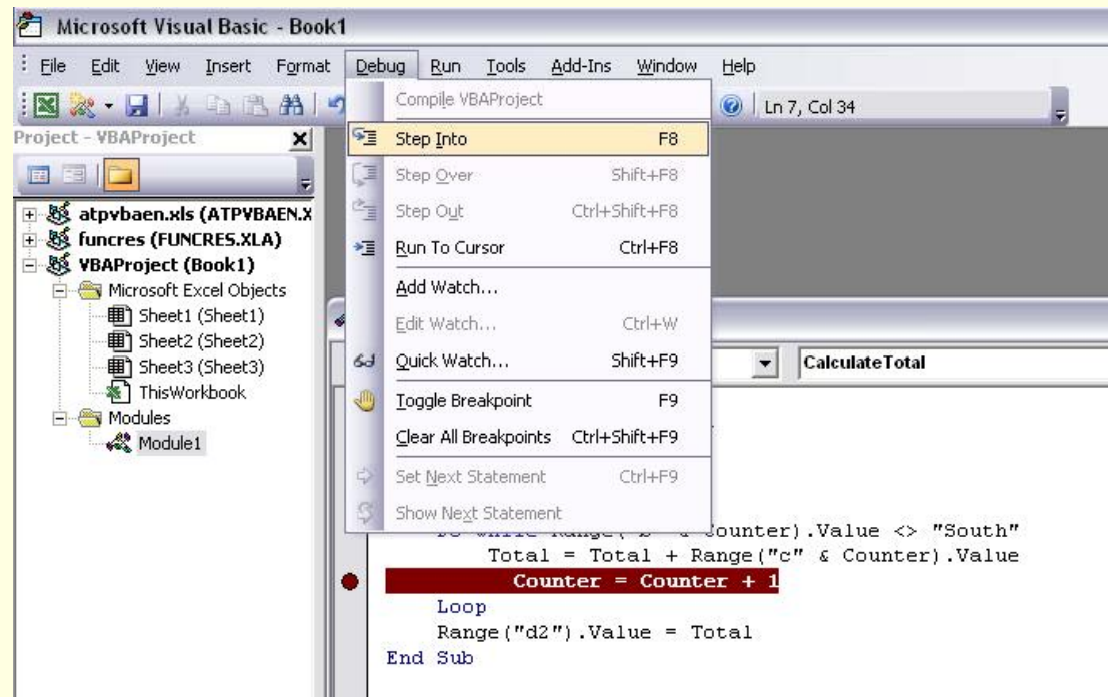 Microsoft Visual Basic - Book1
File Edit View Insert Format Debug Run Tools Add-Ins Window Help
Ln 7, Col 34
Project - VBAProject
atpvbaen.xls (ATPVBAEN.X
funcres (FUNCRES.XLA)
VBAProject (Book1)
Microsoft Excel Objects
Sheet1 (Sheet1)
Sheet2 (Sheet2)
Sheet3 (Sheet3)
ThisWorkbook
Modules
Module1
Compile VBAProject
Step Into F8
Step Over Shift+F8
Step Out Ctrl+Shift+F8
Run To Cursor Ctrl+F8
Add Watch...
Edit Watch... Ctrl+W
Quick Watch... Shift+F9
Toggle Breakpoint F9
Clear All Breakpoints Ctrl+Shift+F9
Set Next Statement Ctrl+F9
Show Next Statement
CalculateTotal
Counter).Value <> "South"
Total = Total + Range("c" & Counter).Value
Counter = Counter + 1
Loop
Range("d2").Value = Total
End Sub